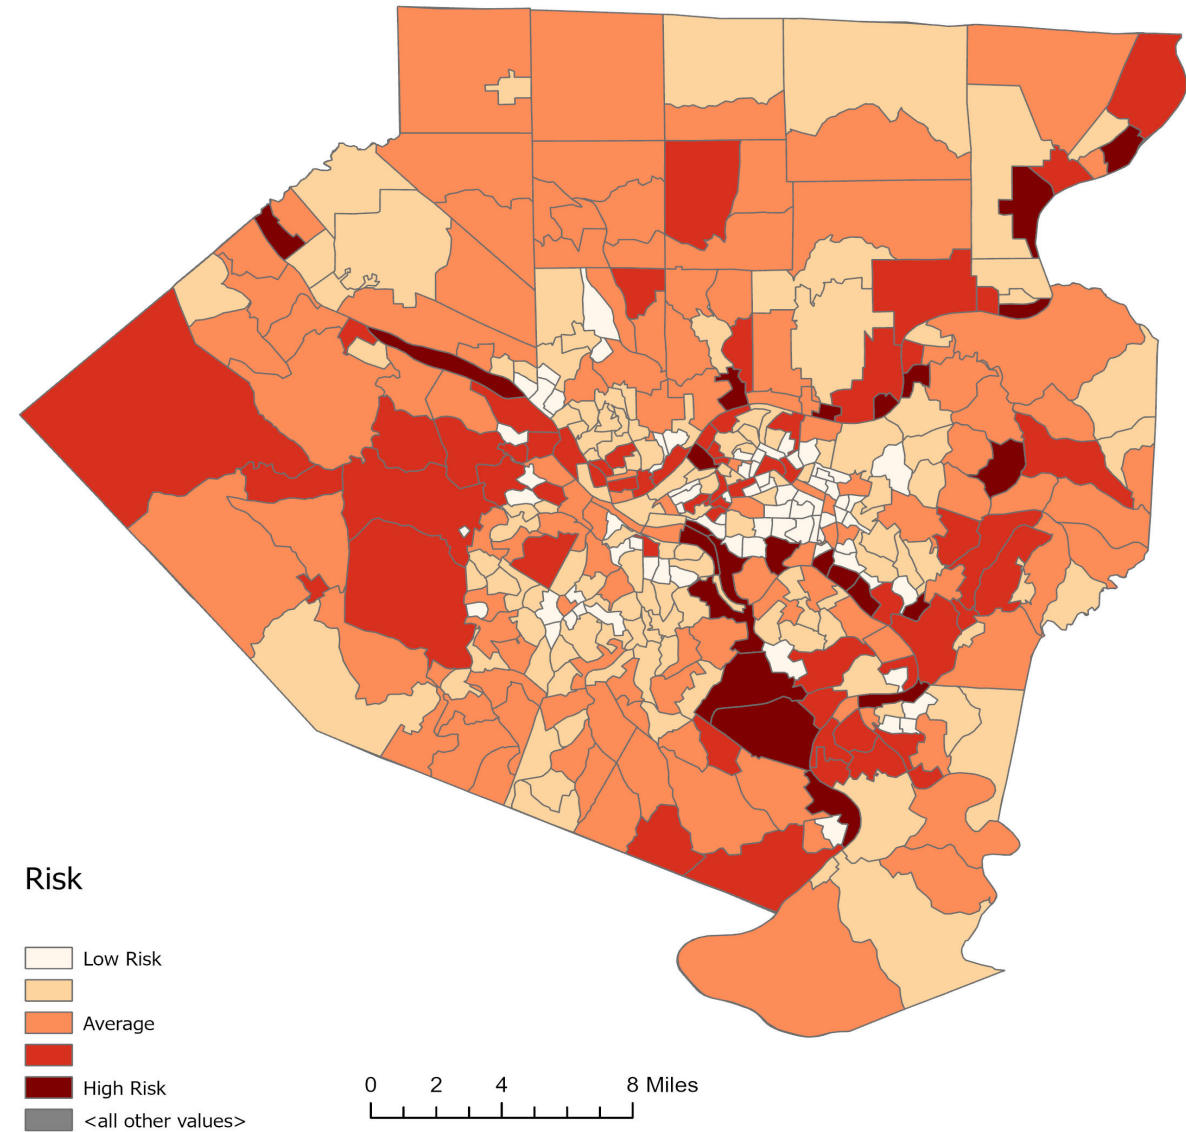 Risk
Low Risk
Average
High Risk
<all other values>
0 2 4 8 Miles